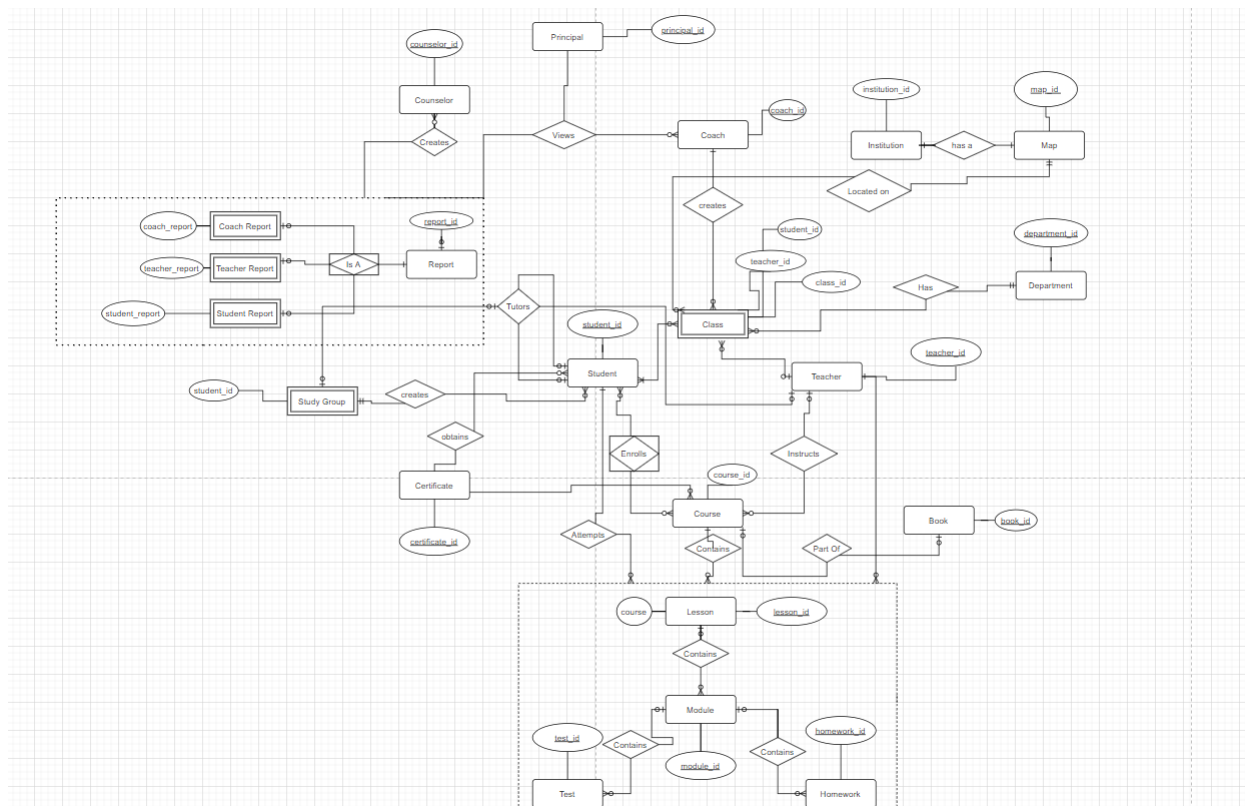 Principal
principal_id
counselor_id
Counselor
Creates
Views
Coach
coach_id
institution_id
map_id
Institution
has a
Map
Located on
creates
coach_report
Coach Report
report_id
teacher_report
Teacher Report
Is A
Report
student_report
Student Report
Tutors
student_id
teacher_id
class_id
Class
department_id
Has
Department
student_id
Student
teacher_id
Teacher
student_id
Study Group
creates
obtains
Enrolls
Instructs
Certificate
certificate_id
course_id
Course
Book
book_id
Attempts
Contains
Part Of
course
Lesson
lesson_id
Contains
Module
module_id
test_id
Contains
Contains
homework_id
Test
Homework